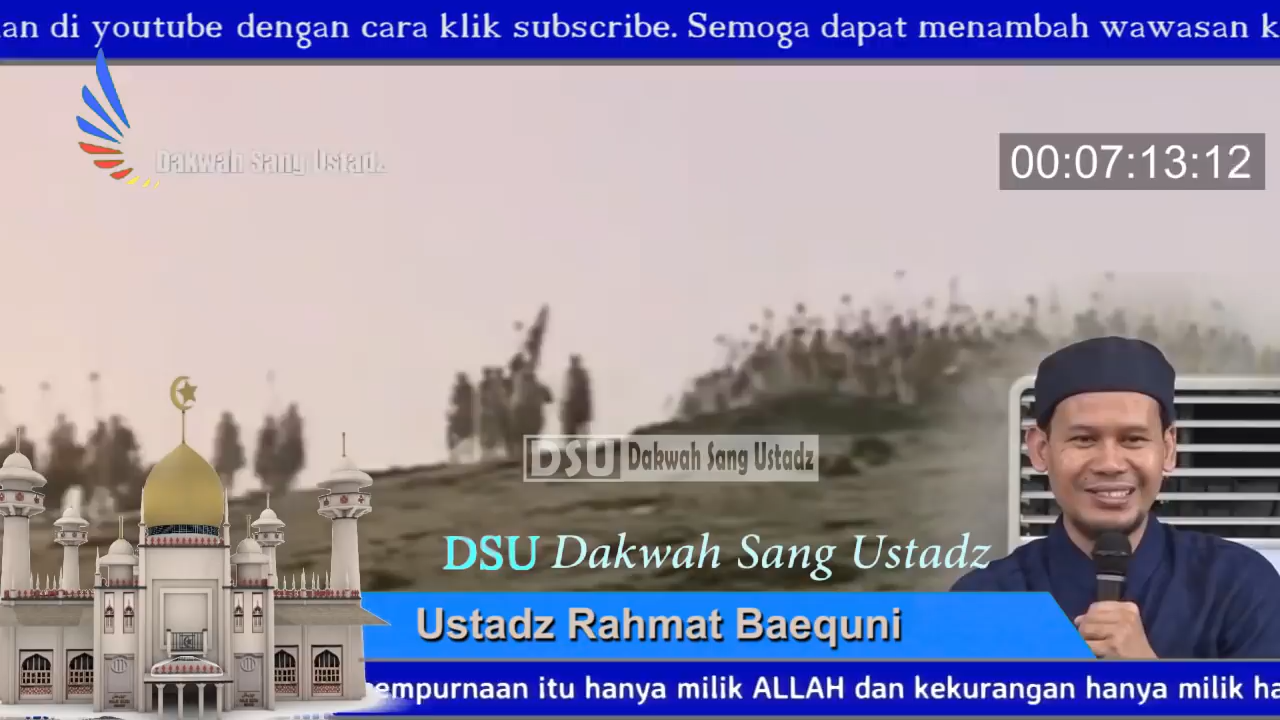 an di youtube dengan cara klik subscribe. Semoga dapat menambah wawasan k
Dakwah Sang Ustad
00:07:13:12
DSU Dakwah Sang Ustadz
DSU Dakwah Sang Ustadz
Ustadz Rahmat Baequni
empurnaan itu hanya milik ALLAH dan kekurangan hanya milik ha